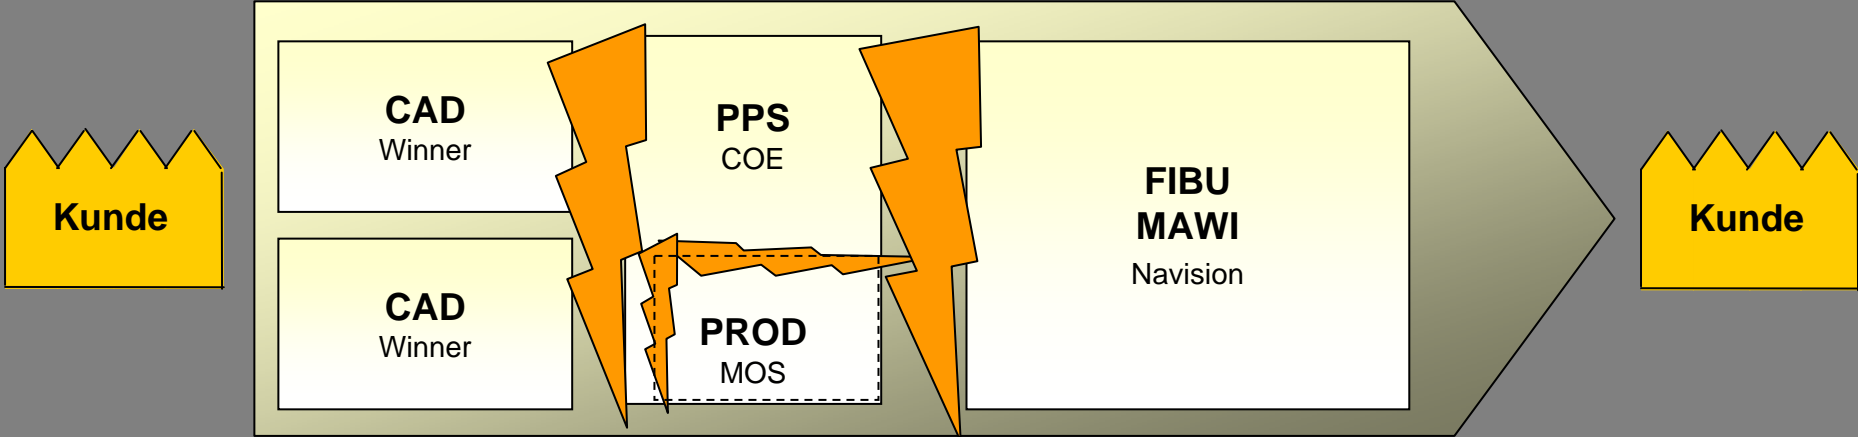 Kunde
CAD
Winner
CAD
Winner
PPS
COE
PROD
MOS
FIBU
MAWI
Navision
Kunde